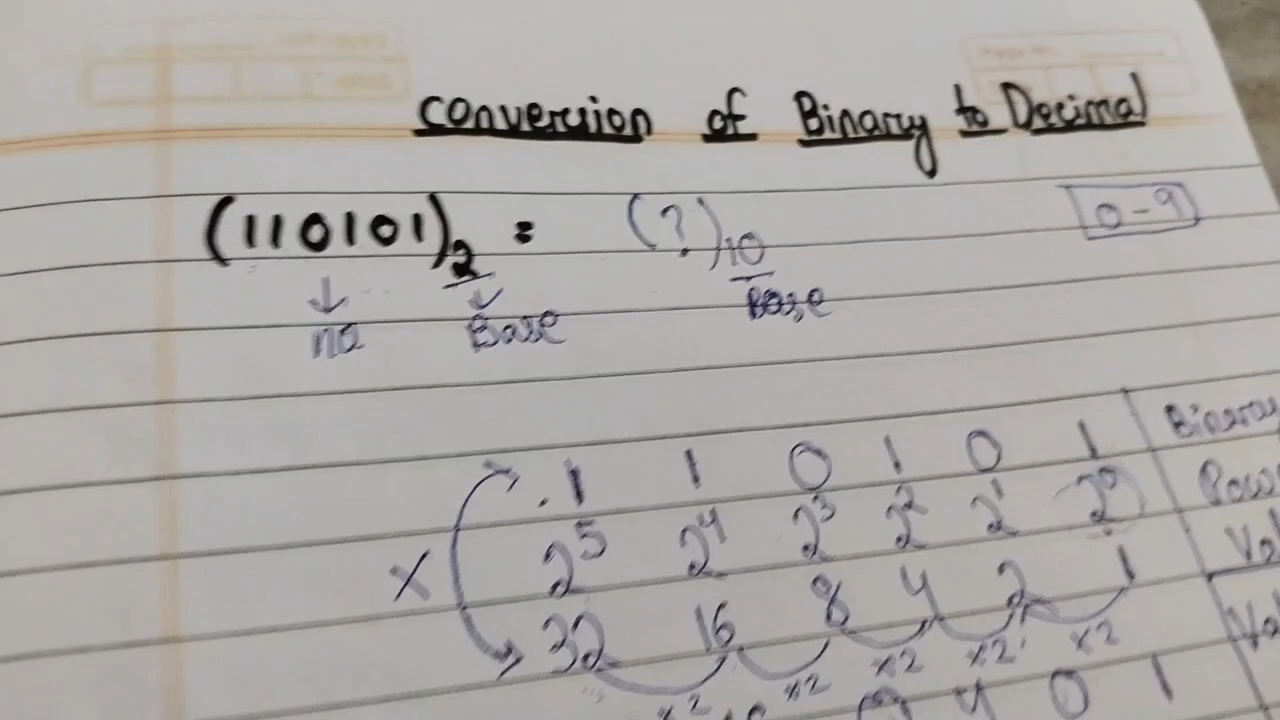 conversion of Binary to Decimal
(110101)2 = (?)10 0-9
no Base Base
1 1 0 1 0 1 Binary
2^5 2^4 2^3 2^2 2^1 2^0
× 32 16 8 4 2 1
×2 ×2 ×2 ×2 ×2
4 0 1